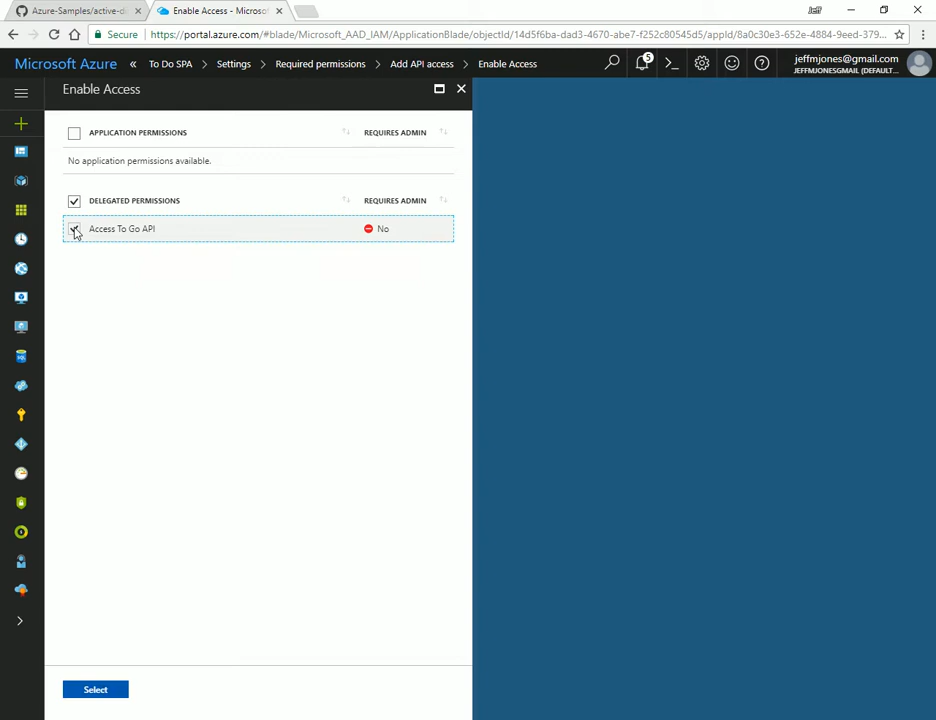 Azure-Samples/active-di
Enable Access - Microsof
Jeff
Secure
https://portal.azure.com/#blade/Microsoft_AAD_IAM/ApplicationBlade/objectId/14d5f6ba-dad3-4670-abe7-f252c80545d5/appId/8a0c30e3-652e-4884-9eed-379...
Microsoft Azure « To Do SPA > Settings > Required permissions > Add API access > Enable Access
5
jeffmjones@gmail.com
JEFFMJONESGMAIL (DEFAULT...
Enable Access
APPLICATION PERMISSIONS REQUIRES ADMIN
No application permissions available.
DELEGATED PERMISSIONS REQUIRES ADMIN
Access To Go API No
Select